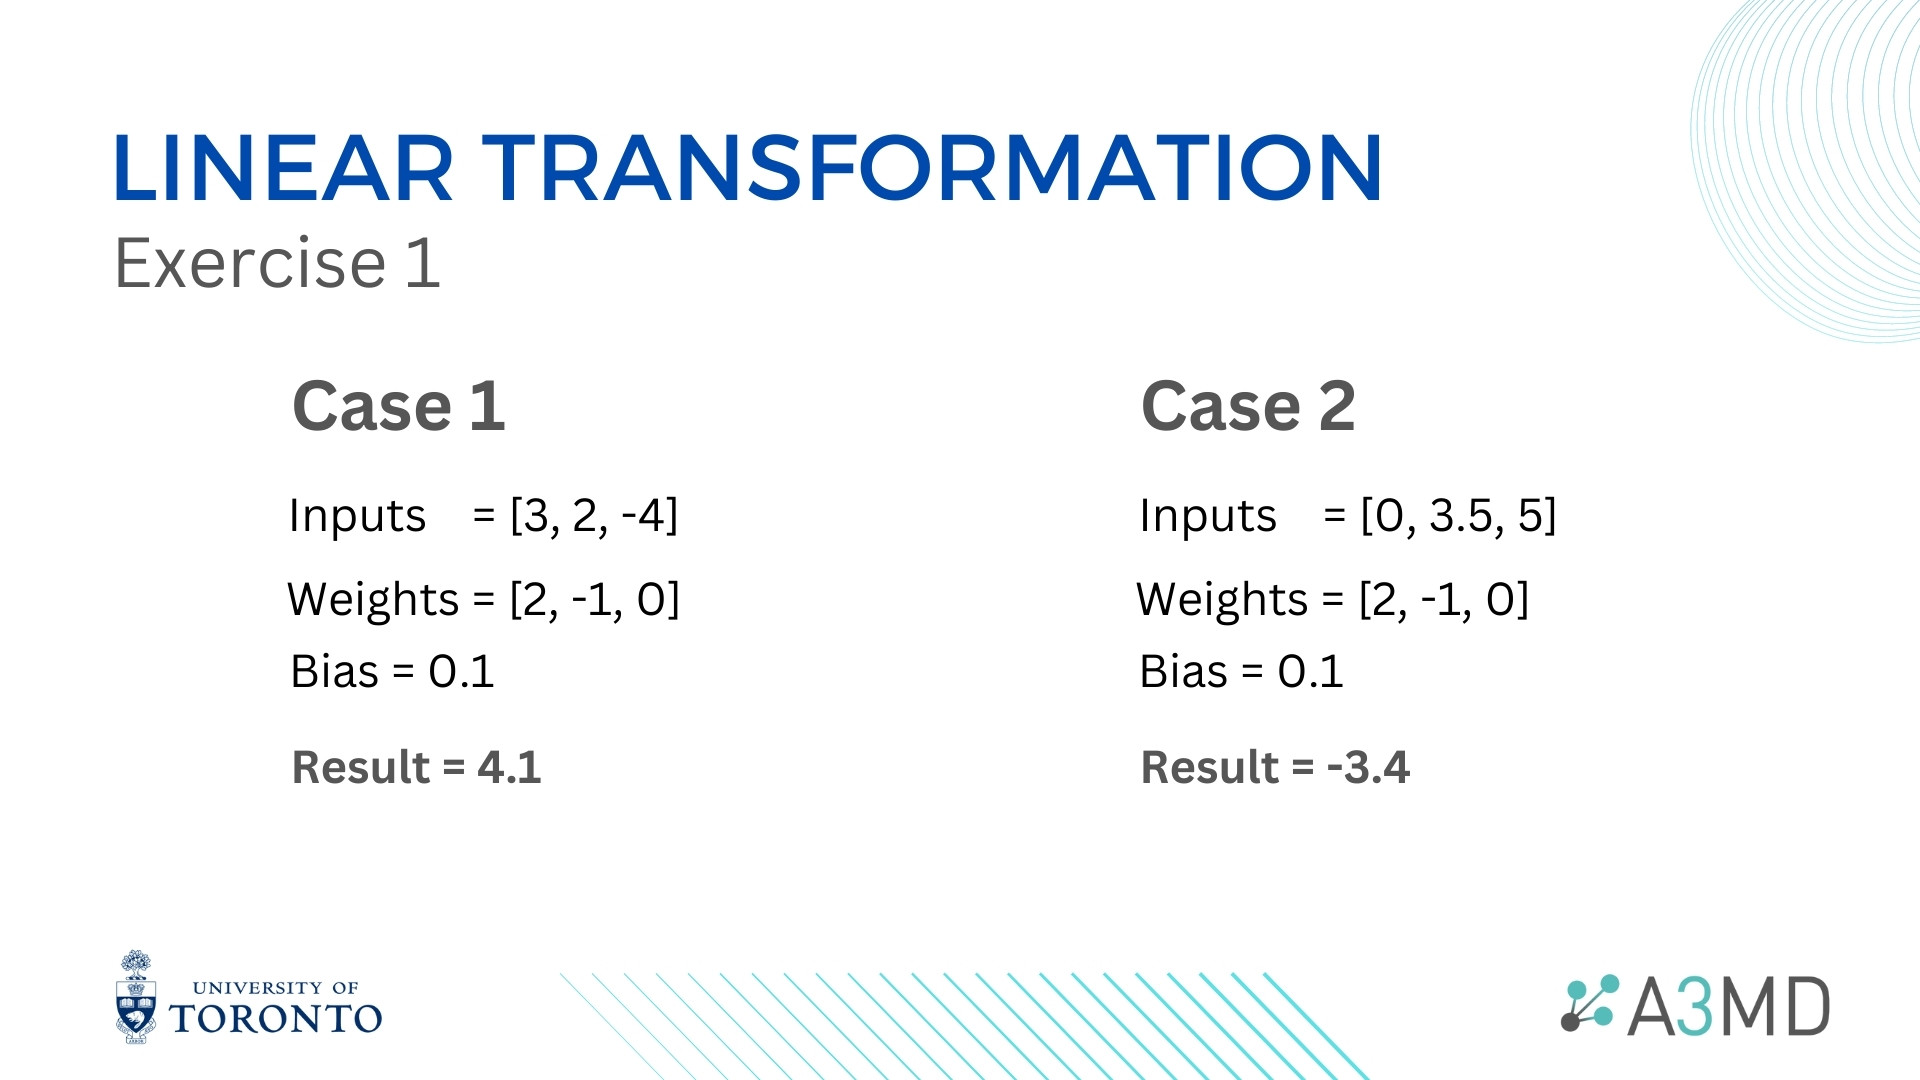 LINEAR TRANSFORMATION
Exercise 1
Case 1
Inputs = [3, 2, -4]
Weights = [2, -1, 0]
Bias = 0.1
Result = 4.1
Case 2
Inputs = [0, 3.5, 5]
Weights = [2, -1, 0]
Bias = 0.1
Result = -3.4
UNIVERSITY OF
TORONTO
A3MD